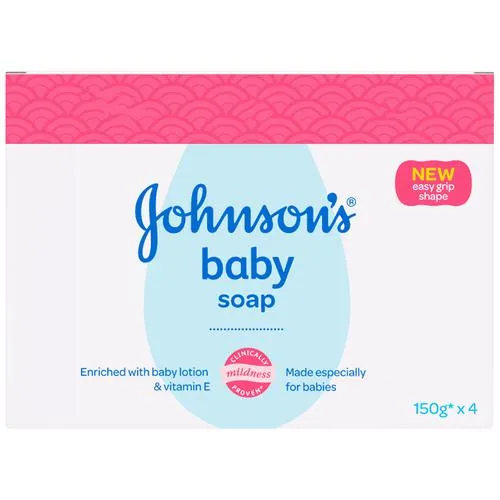 NEW
easy grip
shape
Johnson's®
baby
soap
Enriched with baby lotion
& vitamin E
CLINICALLY
mildness
PROVEN*
Made especially
for babies
150g* x 4